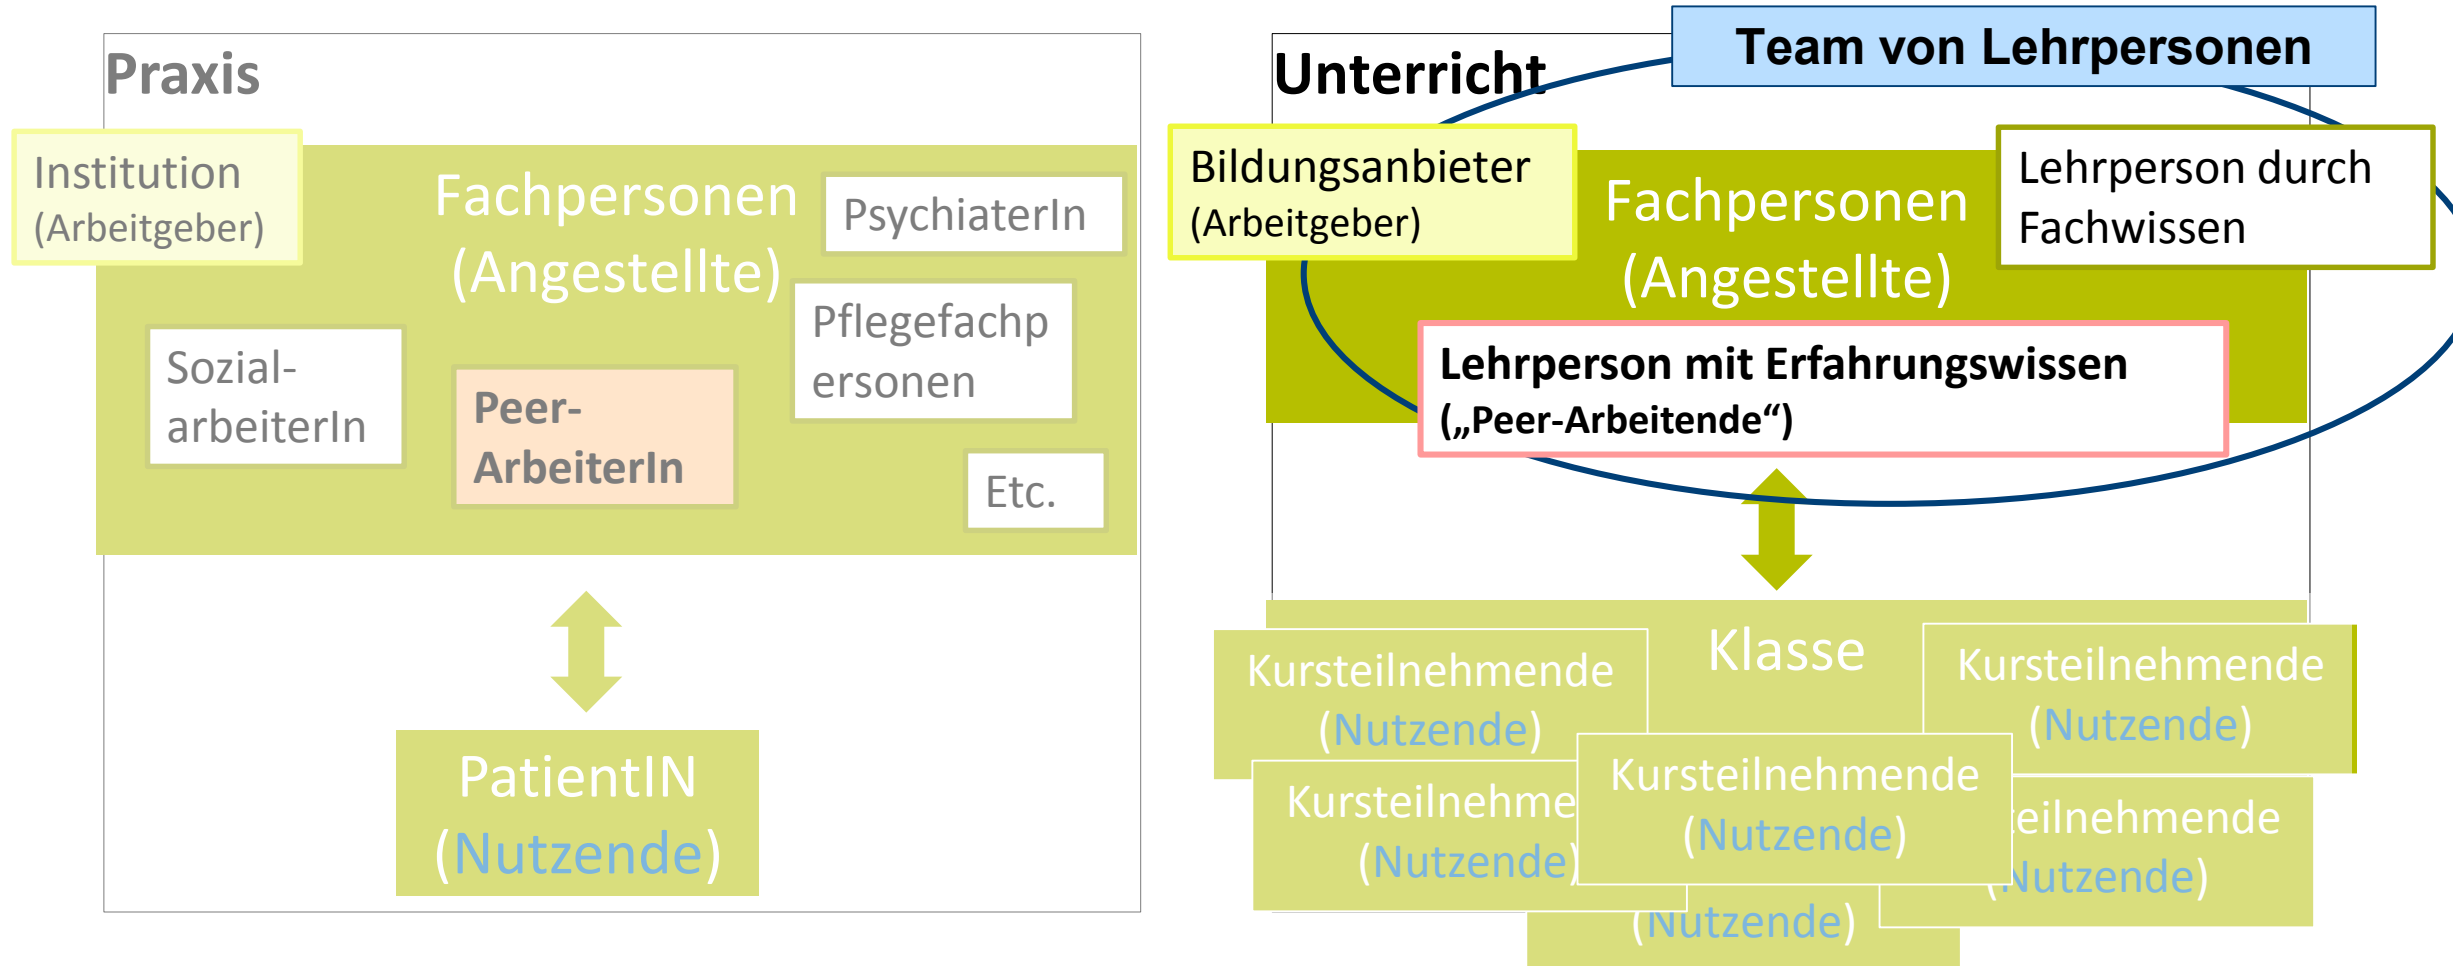 Praxis
Institution
(Arbeitgeber)
Fachpersonen
(Angestellte)
PsychiaterIn
Pflegefachp
ersonen
Sozial-
arbeiterIn
Peer-
ArbeiterIn
Etc.
PatientIN
(Nutzende)
Team von Lehrpersonen
Unterricht
Bildungsanbieter
(Arbeitgeber)
Fachpersonen
(Angestellte)
Lehrperson durch
Fachwissen
Lehrperson mit Erfahrungswissen
(„Peer-Arbeitende“)
Klasse
Kursteilnehmende
(Nutzende)
Kursteilnehmende
(Nutzende)
Kursteilnehme
(Nutzende)
Kursteilnehmende
(Nutzende)
teilnehmende
(Nutzende)
(Nutzende)